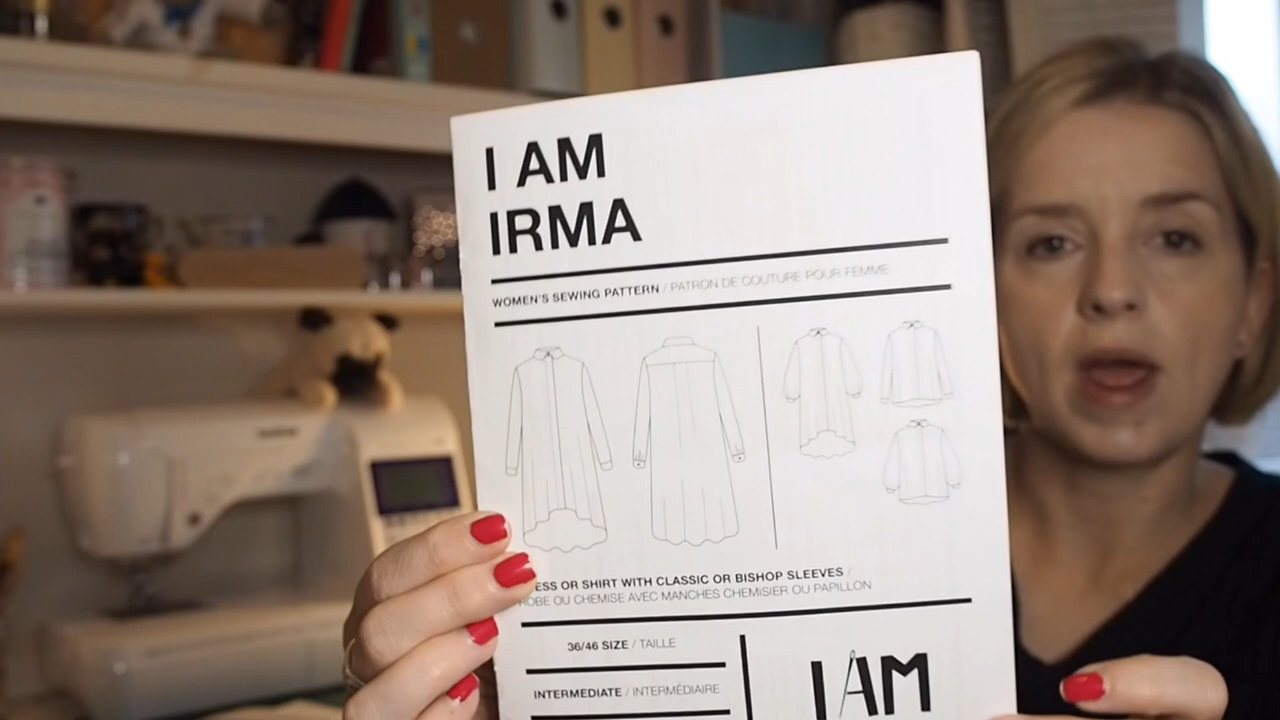 I AM
IRMA
WOMEN'S SEWING PATTERN / PATRON DE COUTURE POUR FEMME
ESS OR SHIRT WITH CLASSIC OR BISHOP SLEEVES /
ROBE OU CHEMISE AVEC MANCHES CHEMISIER OU PAPILLON
36/46 SIZE / TAILLE
INTERMEDIATE / INTERMÉDIAIRE
I AM